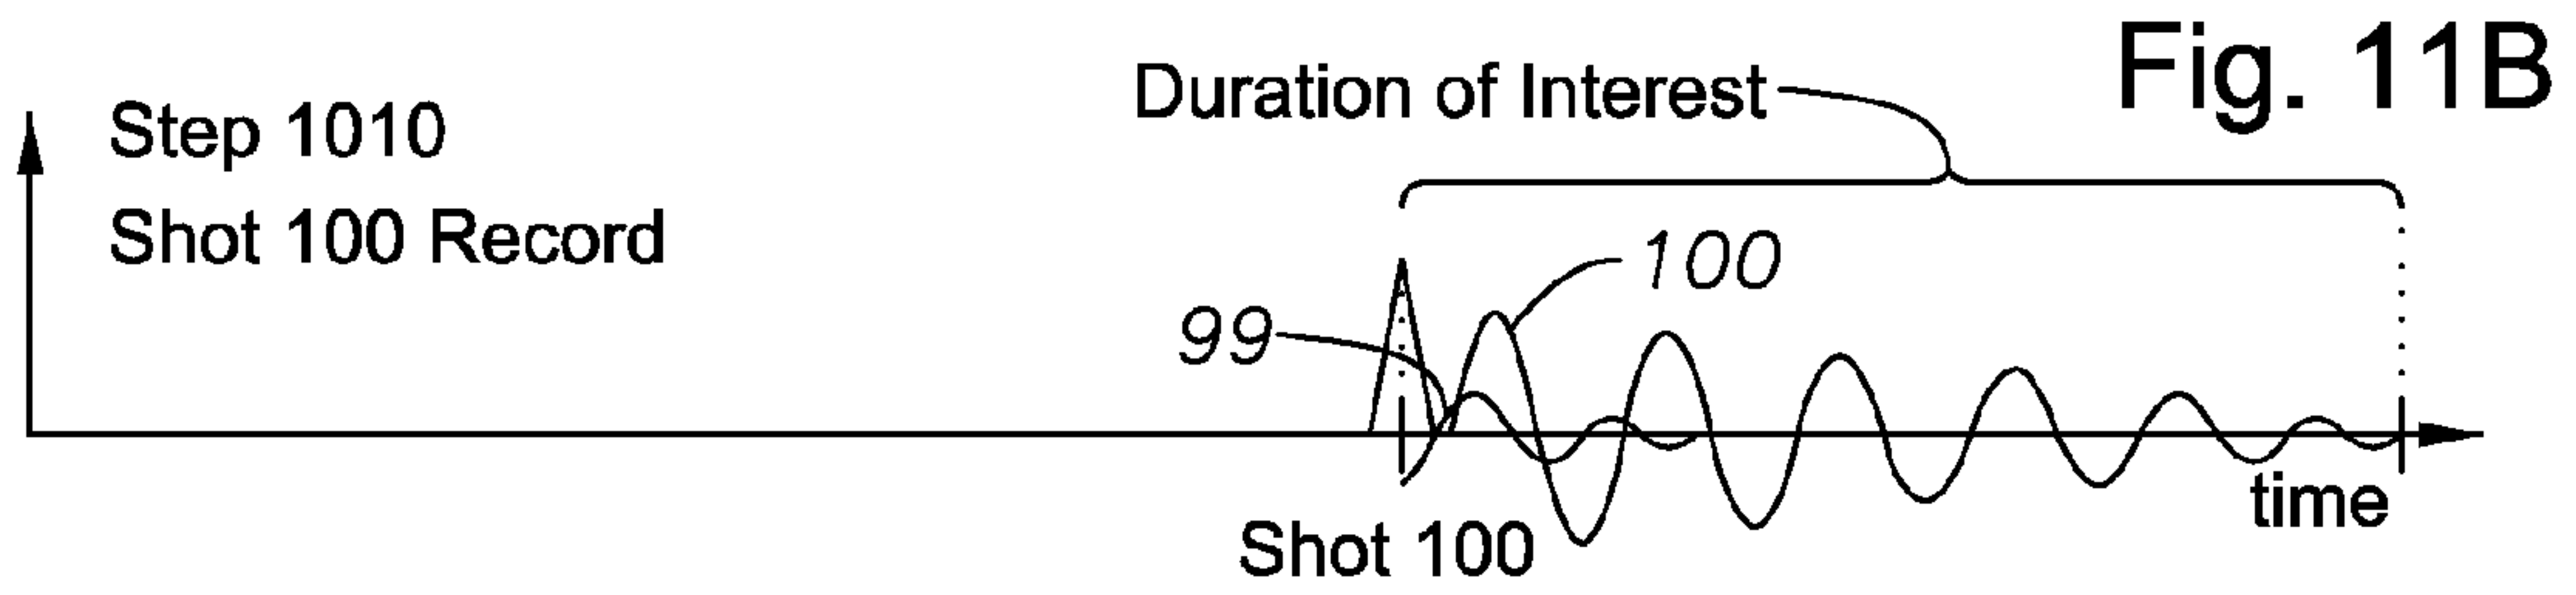 Fig. 11B
Duration of Interest
Step 1010
Shot 100 Record
100
99
time
Shot 100